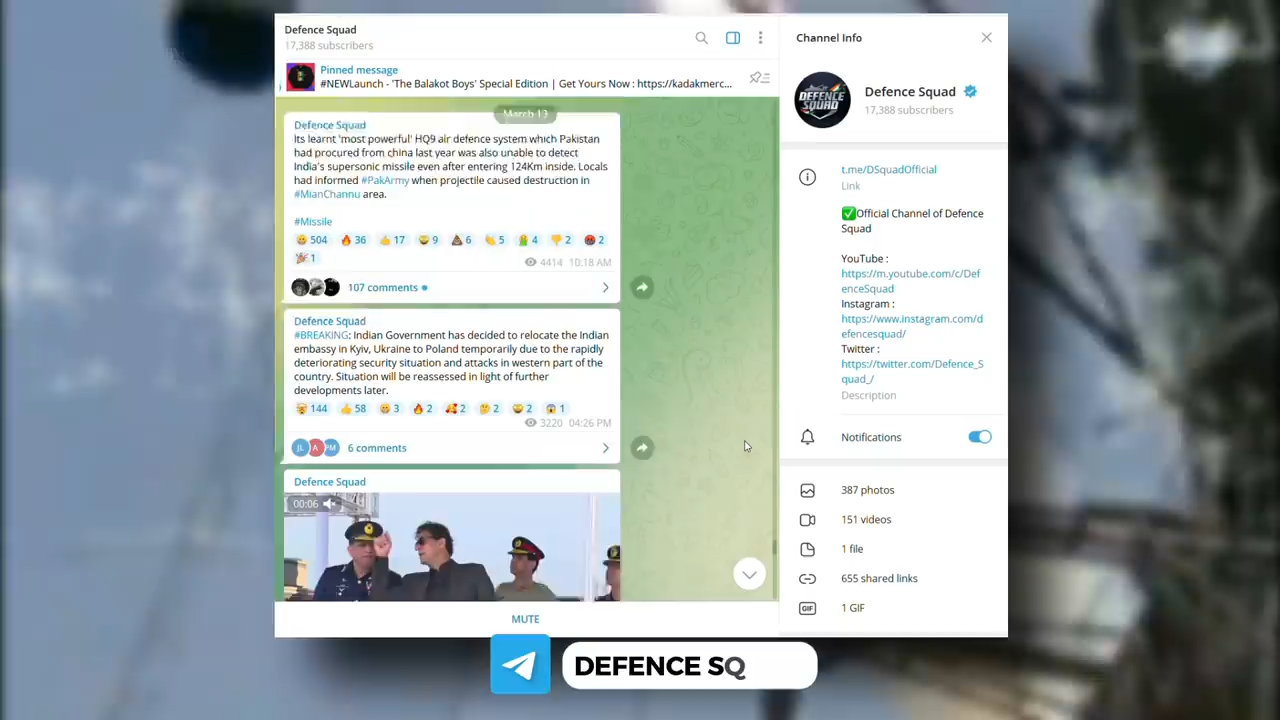 Defence Squad
17,388 subscribers
Pinned message
#NEWLaunch - 'The Balakot Boys' Special Edition | Get Yours Now : https://kadakmerc...
March 13
Defence Squad
Its learnt 'most powerful' HQ9 air defence system which Pakistan
had procured from china last year was also unable to detect
India's supersonic missile even after entering 124Km inside. Locals
had informed #PakArmy when projectile caused destruction in
#MianChannu area.
#Missile
504 36 17 9 6 5 4 2 2
1
4414 10:18 AM
107 comments
Defence Squad
#BREAKING: Indian Government has decided to relocate the Indian
embassy in Kyiv, Ukraine to Poland temporarily due to the rapidly
deteriorating security situation and attacks in western part of the
country. Situation will be reassessed in light of further
developments later.
144 58 3 2 2 2 2 1
3220 04:26 PM
JL A PM 6 comments
Defence Squad
00:06
MUTE
Channel Info
DEFENCE SQUAD
Defence Squad
17,388 subscribers
t.me/DSquadOfficial
Link
✅Official Channel of Defence
Squad
YouTube :
https://m.youtube.com/c/Def
enceSquad
Instagram :
https://www.instagram.com/d
efencesquad/
Twitter :
https://twitter.com/Defence_S
quad_/
Description
Notifications
387 photos
151 videos
1 file
655 shared links
GIF 1 GIF
DEFENCE SQ